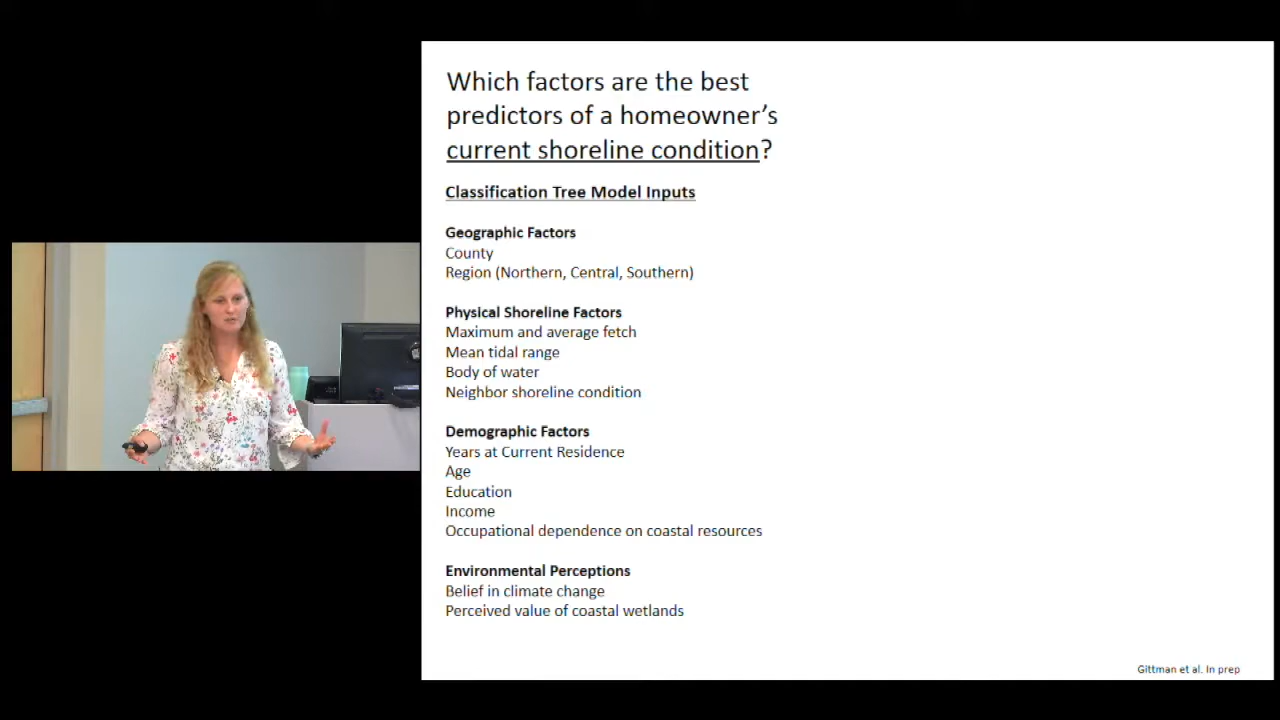 Which factors are the best
predictors of a homeowner's
current shoreline condition?
Classification Tree Model Inputs
Geographic Factors
County
Region (Northern, Central, Southern)
Physical Shoreline Factors
Maximum and average fetch
Mean tidal range
Body of water
Neighbor shoreline condition
Demographic Factors
Years at Current Residence
Age
Education
Income
Occupational dependence on coastal resources
Environmental Perceptions
Belief in climate change
Perceived value of coastal wetlands
Gittman et al. In prep